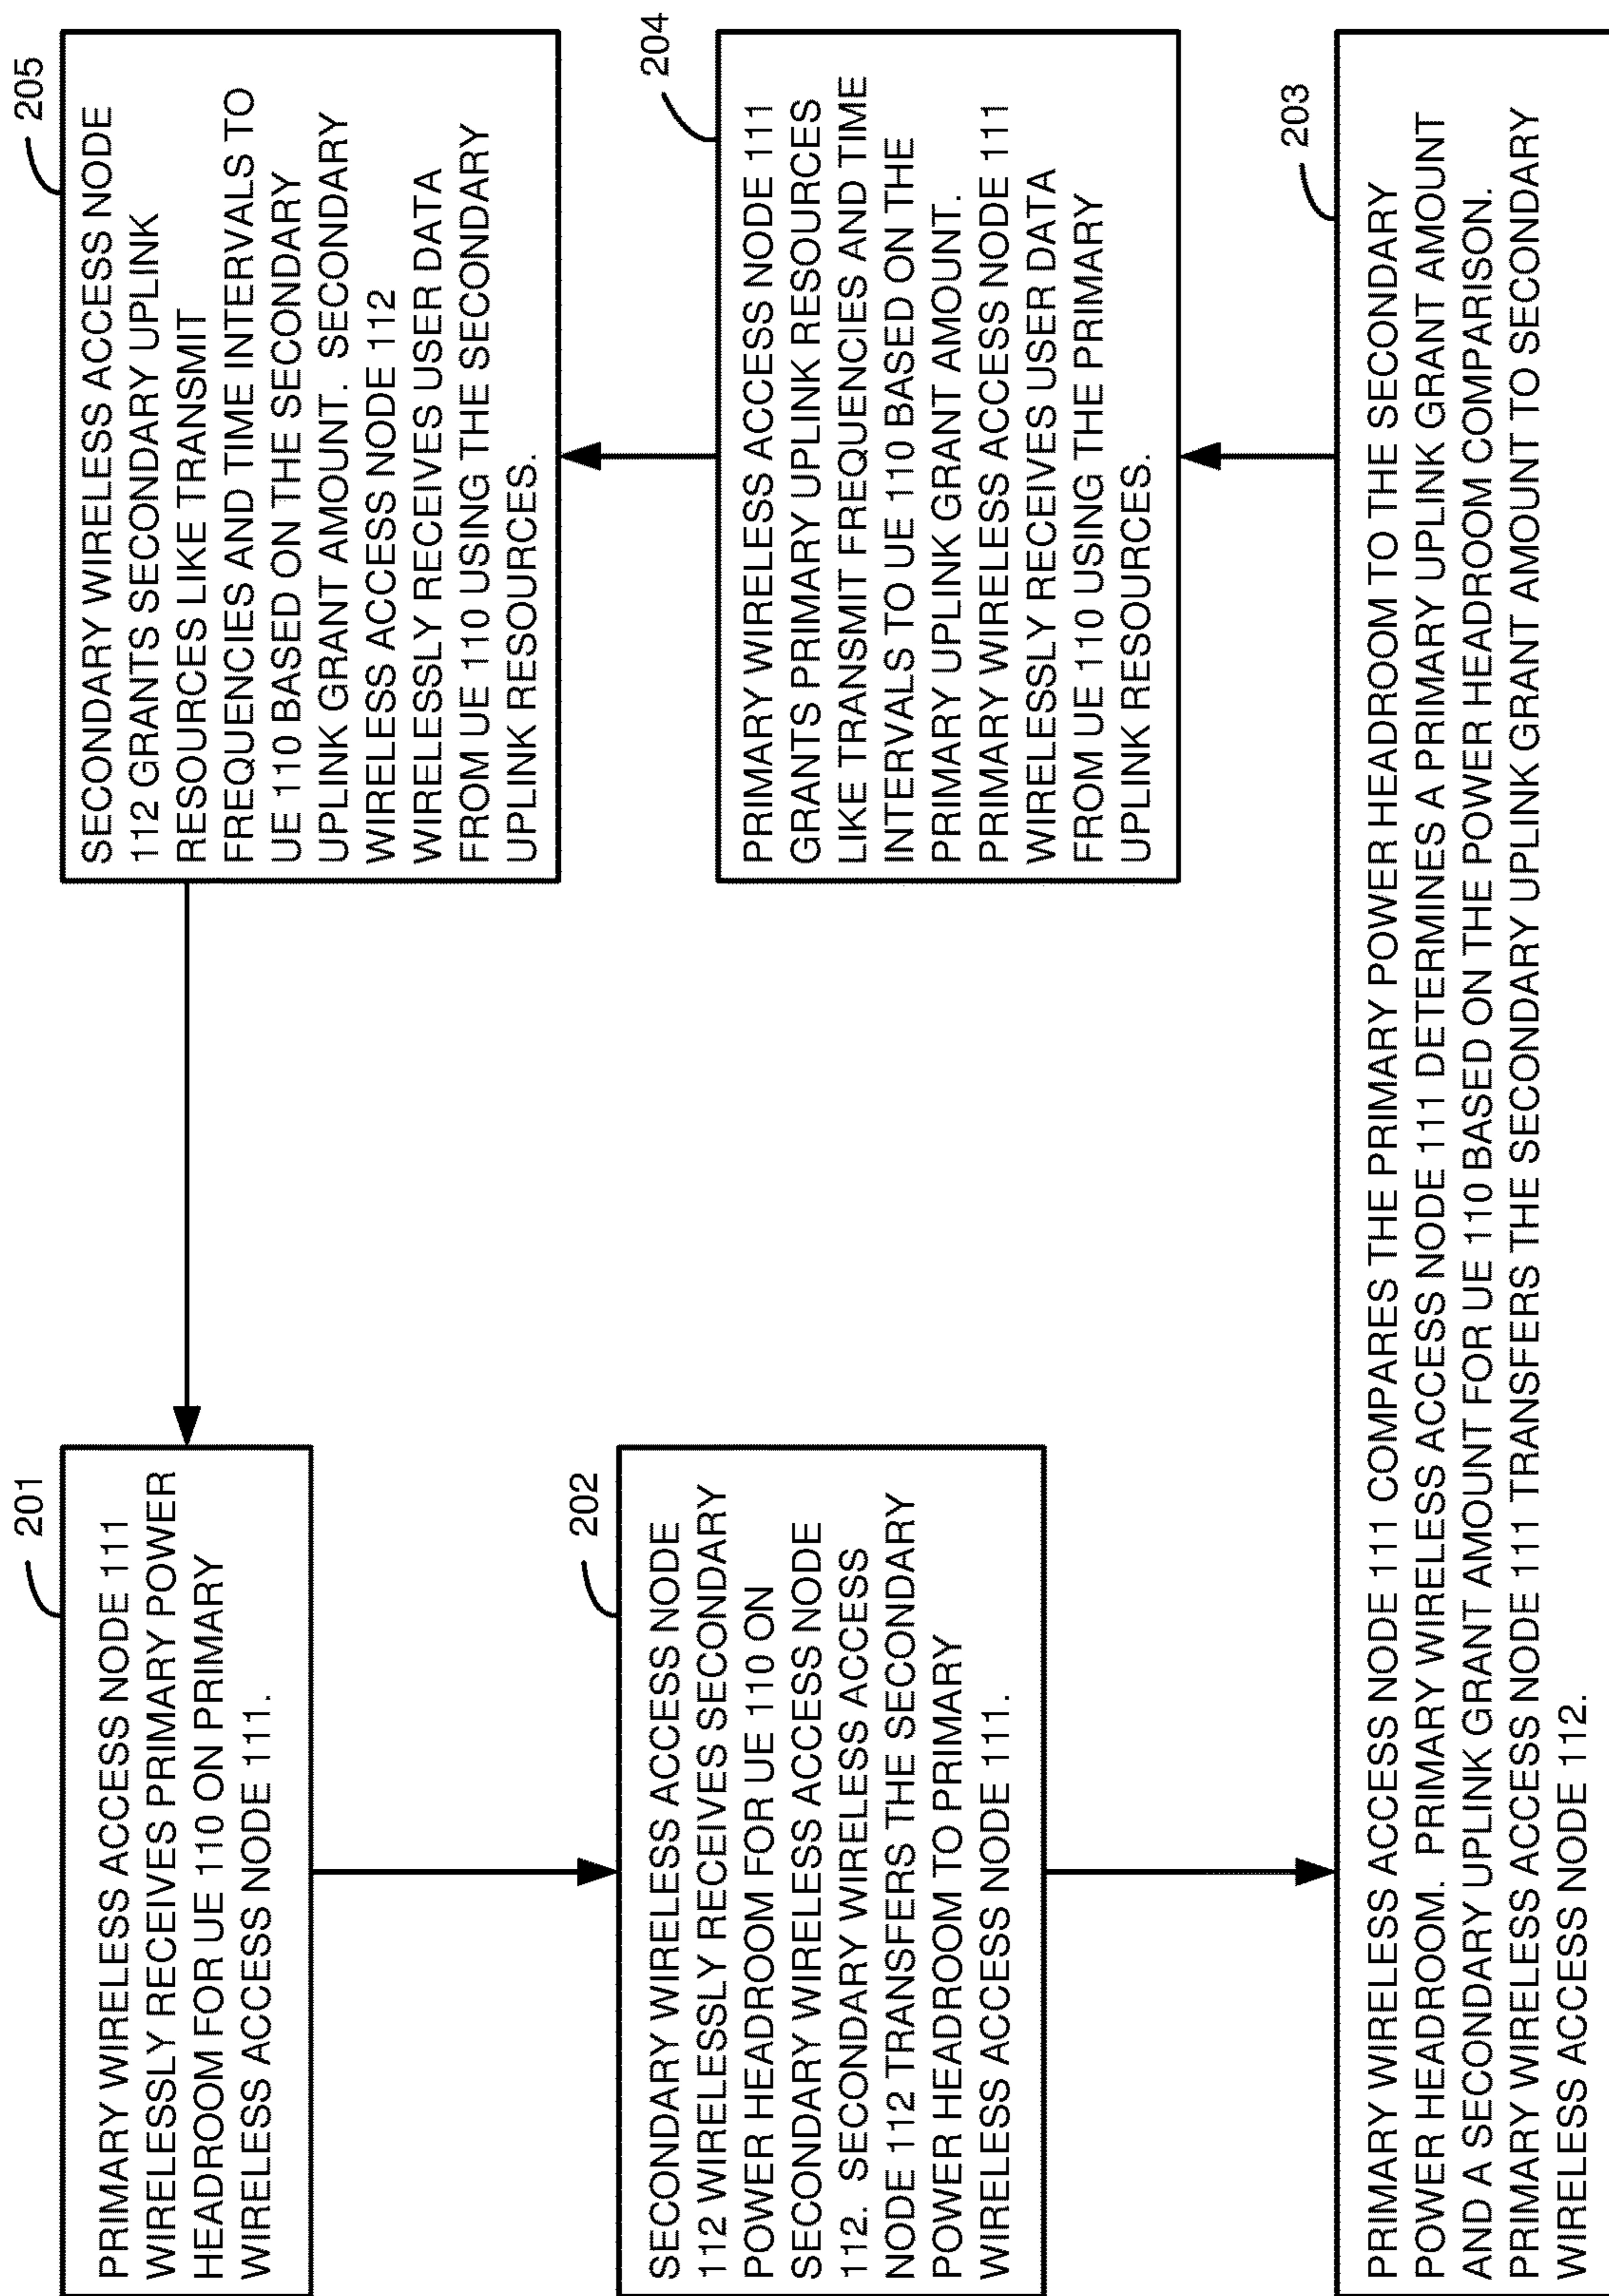 201
PRIMARY WIRELESS ACCESS NODE 111
WIRELESSLY RECEIVES PRIMARY POWER
HEADROOM FOR UE 110 ON PRIMARY
WIRELESS ACCESS NODE 111.
202
SECONDARY WIRELESS ACCESS NODE
112 WIRELESSLY RECEIVES SECONDARY
POWER HEADROOM FOR UE 110 ON
SECONDARY WIRELESS ACCESS NODE
112. SECONDARY WIRELESS ACCESS
NODE 112 TRANSFERS THE SECONDARY
POWER HEADROOM TO PRIMARY
WIRELESS ACCESS NODE 111.
203
PRIMARY WIRELESS ACCESS NODE 111 COMPARES THE PRIMARY POWER HEADROOM TO THE SECONDARY
POWER HEADROOM. PRIMARY WIRELESS ACCESS NODE 111 DETERMINES A PRIMARY UPLINK GRANT AMOUNT
AND A SECONDARY UPLINK GRANT AMOUNT FOR UE 110 BASED ON THE POWER HEADROOM COMPARISON.
PRIMARY WIRELESS ACCESS NODE 111 TRANSFERS THE SECONDARY UPLINK GRANT AMOUNT TO SECONDARY
WIRELESS ACCESS NODE 112.
204
PRIMARY WIRELESS ACCESS NODE 111
GRANTS PRIMARY UPLINK RESOURCES
LIKE TRANSMIT FREQUENCIES AND TIME
INTERVALS TO UE 110 BASED ON THE
PRIMARY UPLINK GRANT AMOUNT.
PRIMARY WIRELESS ACCESS NODE 111
WIRELESSLY RECEIVES USER DATA
FROM UE 110 USING THE PRIMARY
UPLINK RESOURCES.
205
SECONDARY WIRELESS ACCESS NODE
112 GRANTS SECONDARY UPLINK
RESOURCES LIKE TRANSMIT
FREQUENCIES AND TIME INTERVALS TO
UE 110 BASED ON THE SECONDARY
UPLINK GRANT AMOUNT. SECONDARY
WIRELESS ACCESS NODE 112
WIRELESSLY RECEIVES USER DATA
FROM UE 110 USING THE SECONDARY
UPLINK RESOURCES.